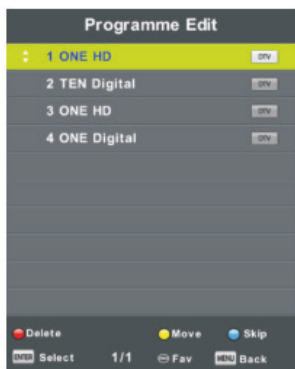 Programme Edit
1 ONE HD DTV
2 TEN Digital DTV
3 ONE HD DTV
4 ONE Digital DTV
Delete Move Skip
ENTER Select 1/1 Fav MENU Back